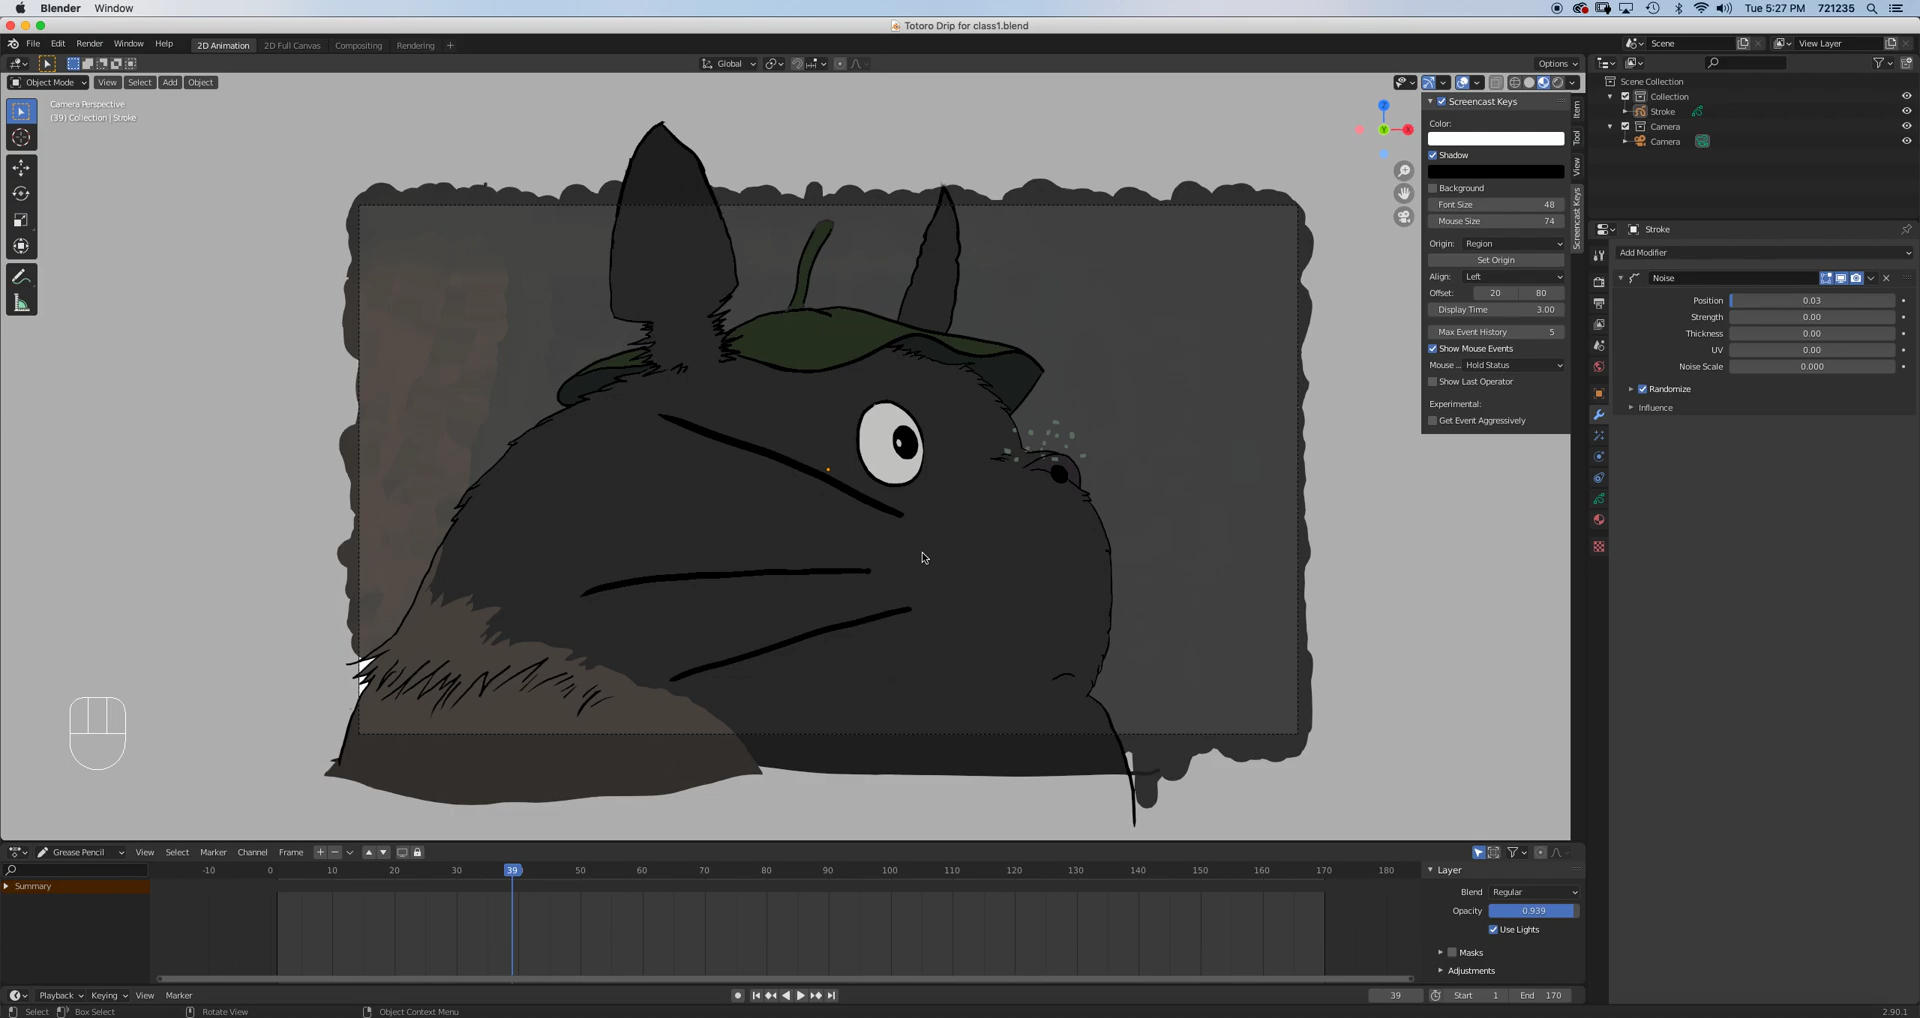 Blender Window
Tue 5:27 PM 721235
Totoro Drip for class1.blend
File Edit Render Window Help 2D Animation 2D Full Canvas Compositing Rendering +
Scene View Layer
Global Options
Object Mode View Select Add Object
Camera Perspective
(39) Collection | Stroke
Z
Y X
Screencast Keys
Color:
Shadow
Background
Font Size 48
Mouse Size 74
Origin: Region
Set Origin
Align: Left
Offset: 20 80
Display Time 3.00
Max Event History 5
Show Mouse Events
Mouse ... Hold Status
Show Last Operator
Experimental:
Get Event Aggressively
Item
Tool
View
Screencast Keys
Scene Collection
Collection
Stroke
Camera
Camera
Stroke
Add Modifier
Noise
Position 0.03
Strength 0.00
Thickness 0.00
UV 0.00
Noise Scale 0.000
Randomize
Influence
Grease Pencil View Select Marker Channel Frame
-10 0 10 20 30 39 50 60 70 80 90 100 110 120 130 140 150 160 170 180
Summary
Layer
Blend Regular
Opacity 0.939
Use Lights
Masks
Adjustments
Playback Keying View Marker
39 Start 1 End 170
Select Box Select Rotate View Object Context Menu 2.90.1